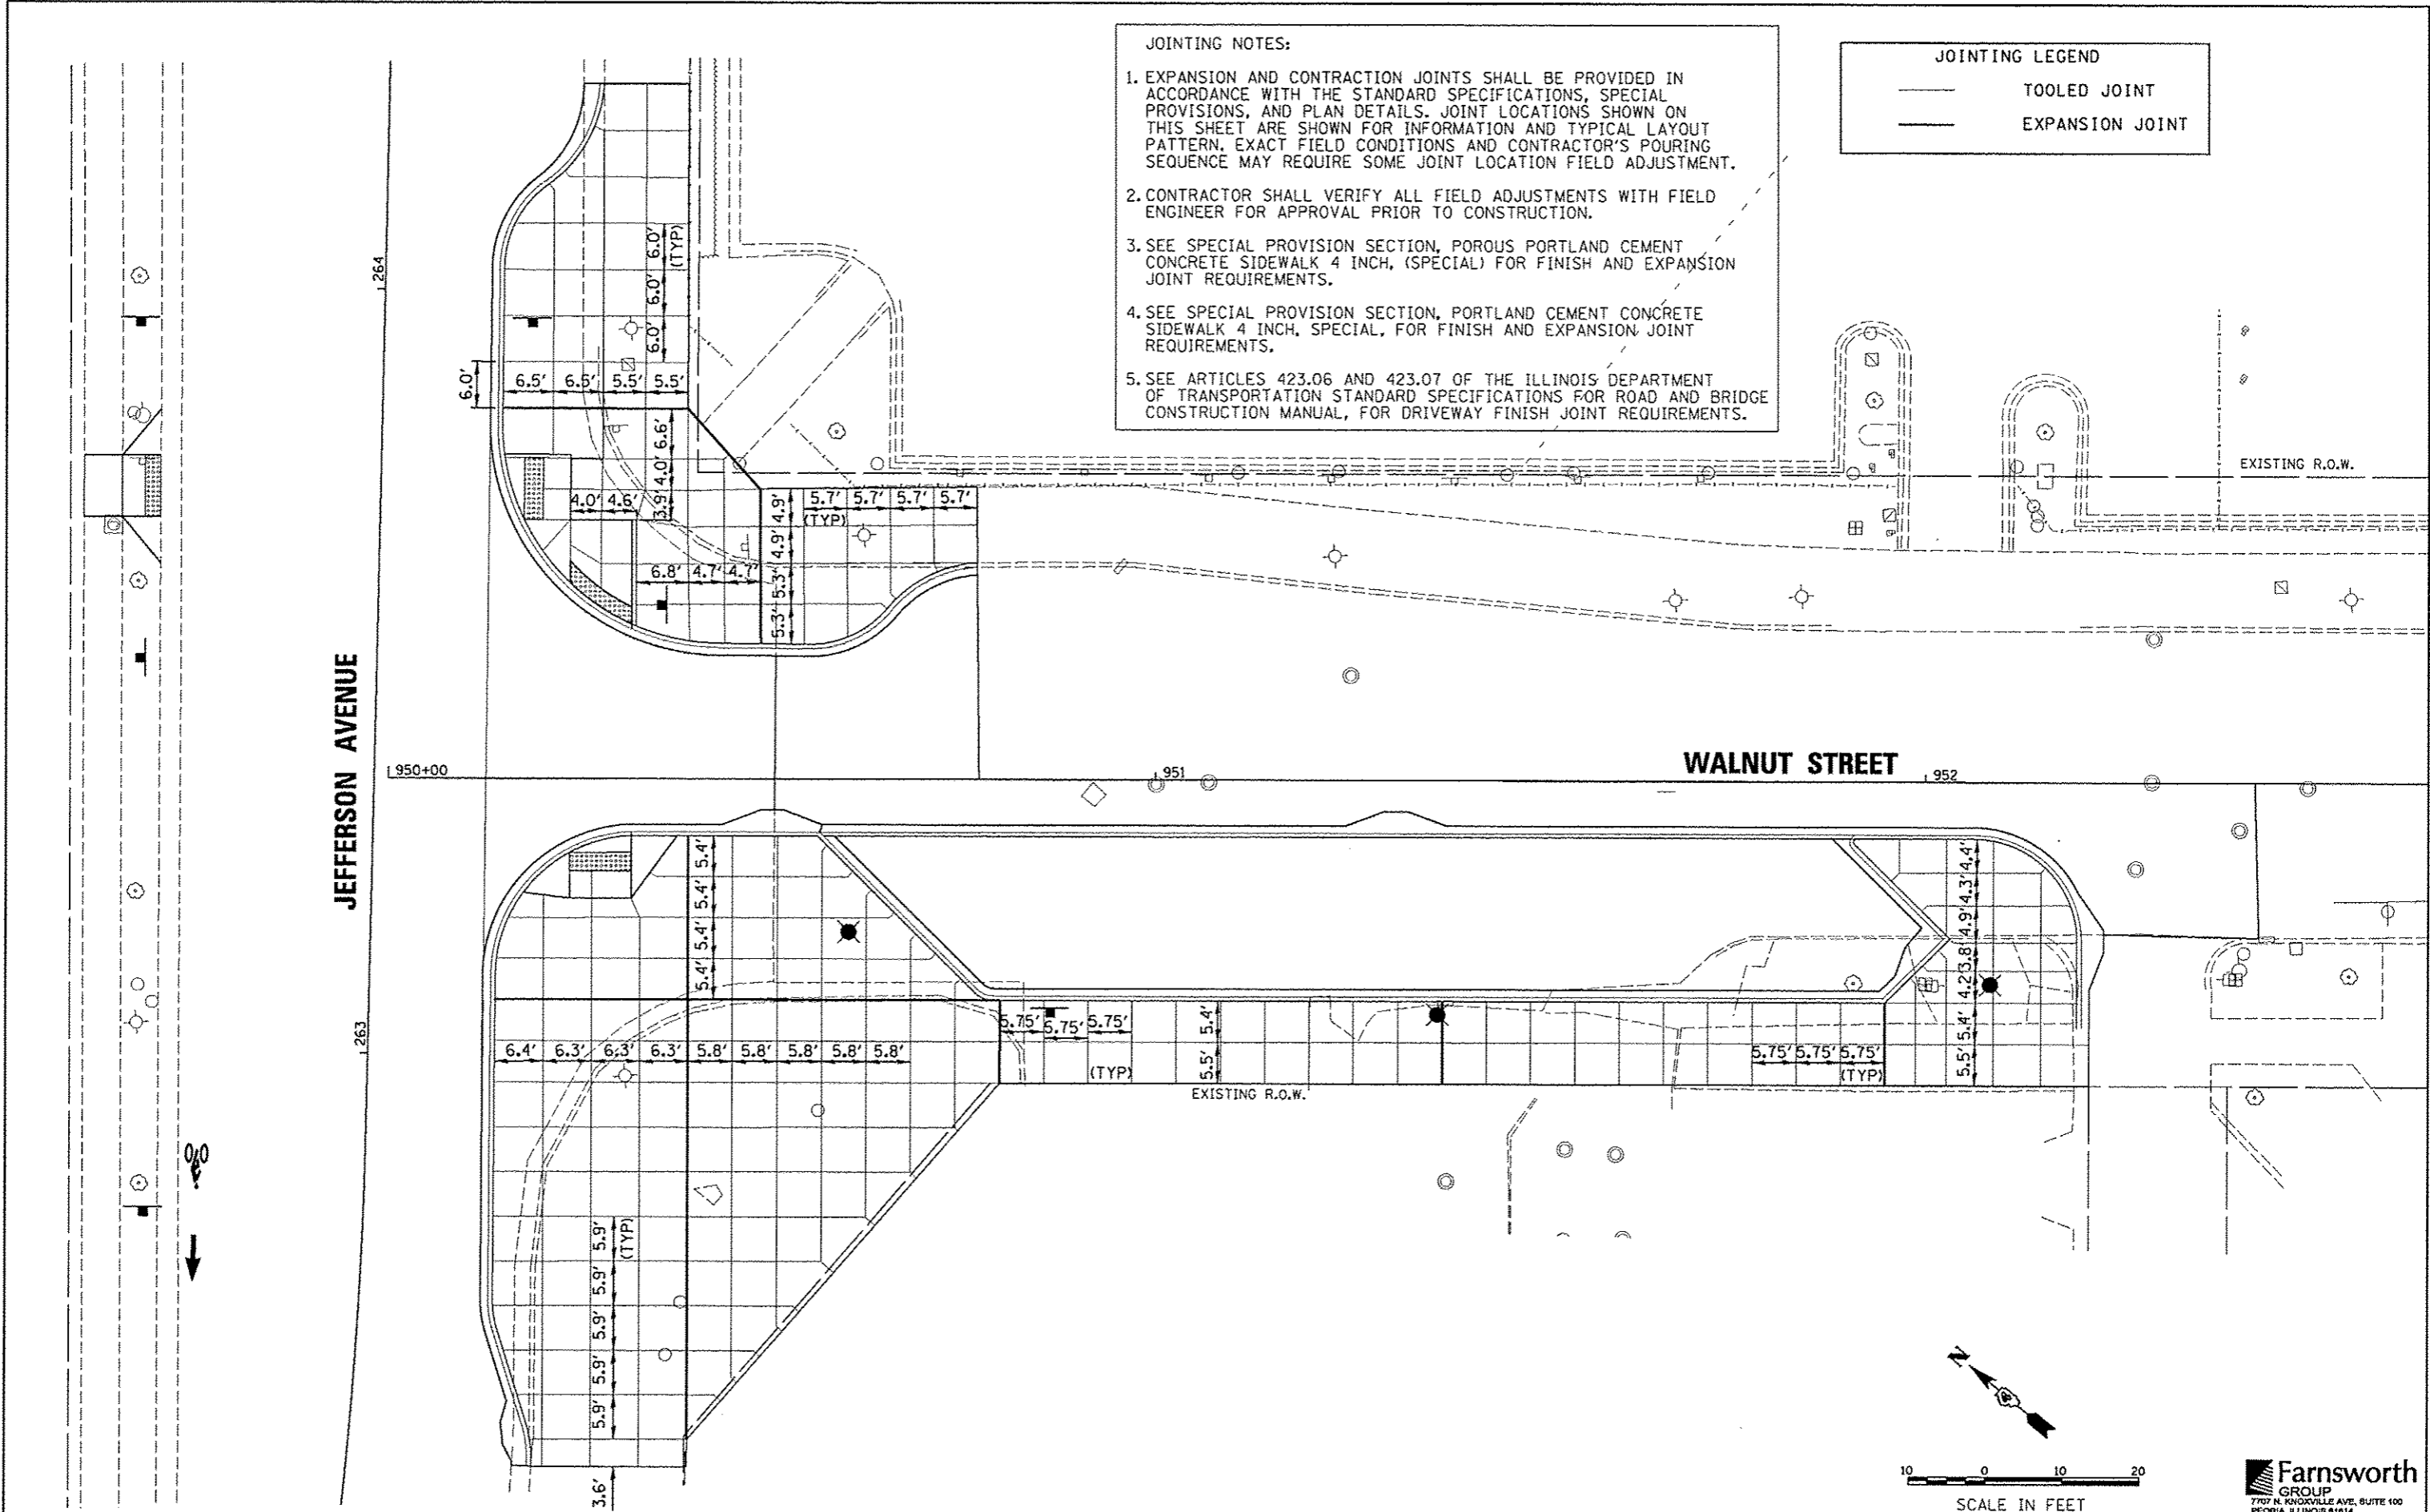 JOINTING NOTES:
1. EXPANSION AND CONTRACTION JOINTS SHALL BE PROVIDED IN
ACCORDANCE WITH THE STANDARD SPECIFICATIONS, SPECIAL
PROVISIONS, AND PLAN DETAILS. JOINT LOCATIONS SHOWN ON
THIS SHEET ARE SHOWN FOR INFORMATION AND TYPICAL LAYOUT
PATTERN. EXACT FIELD CONDITIONS AND CONTRACTOR'S POURING
SEQUENCE MAY REQUIRE SOME JOINT LOCATION FIELD ADJUSTMENT.
2. CONTRACTOR SHALL VERIFY ALL FIELD ADJUSTMENTS WITH FIELD
ENGINEER FOR APPROVAL PRIOR TO CONSTRUCTION.
3. SEE SPECIAL PROVISION SECTION, POROUS PORTLAND CEMENT
CONCRETE SIDEWALK 4 INCH, (SPECIAL) FOR FINISH AND EXPANSION
JOINT REQUIREMENTS.
4. SEE SPECIAL PROVISION SECTION, PORTLAND CEMENT CONCRETE
SIDEWALK 4 INCH, SPECIAL, FOR FINISH AND EXPANSION JOINT
REQUIREMENTS.
5. SEE ARTICLES 423.06 AND 423.07 OF THE ILLINOIS DEPARTMENT
OF TRANSPORTATION STANDARD SPECIFICATIONS FOR ROAD AND BRIDGE
CONSTRUCTION MANUAL, FOR DRIVEWAY FINISH JOINT REQUIREMENTS.
JOINTING LEGEND
TOOLED JOINT
EXPANSION JOINT
264
6.0' 6.0' 6.0'
(TYP)
6.0'
6.5' 6.5' 5.5' 5.5'
3.9' 4.0' 6.6'
4.0' 4.6'
5.3' 5.3' 4.9' 4.9'
5.7' 5.7' 5.7' 5.7'
(TYP)
6.8' 4.7' 4.7'
EXISTING R.O.W.
JEFFERSON AVENUE
950+00
951
WALNUT STREET
952
5.4' 5.4' 5.4' 5.4'
5.5' 5.4' 4.2' 3.8' 4.9' 4.3' 4.4'
263
6.4' 6.3' 6.3' 6.3' 5.8' 5.8' 5.8' 5.8' 5.8'
5.75' 5.75' 5.75'
(TYP)
5.5' 5.4'
5.75' 5.75' 5.75'
(TYP)
EXISTING R.O.W.
5.9' 5.9' 5.9' 5.9' 5.9'
(TYP)
3.6'
N
10 0 10 20
SCALE IN FEET
Farnsworth
GROUP
7707 N. KNOXVILLE AVE, SUITE 100
PEORIA, ILLINOIS 61614